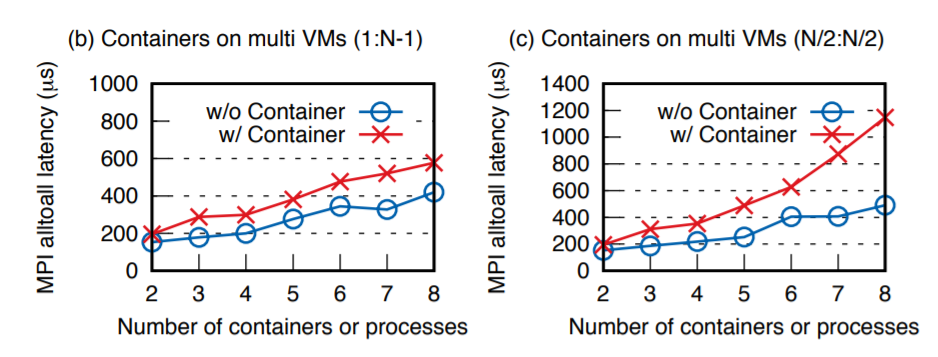 (b) Containers on multi VMs (1:N-1)
MPI alltoall latency (μs)
1000
800
600
400
200
0
w/o Container
w/ Container
2 3 4 5 6 7 8
Number of containers or processes
(c) Containers on multi VMs (N/2:N/2)
MPI alltoall latency (μs)
1400
1200
1000
800
600
400
200
0
w/o Container
w/ Container
2 3 4 5 6 7 8
Number of containers or processes